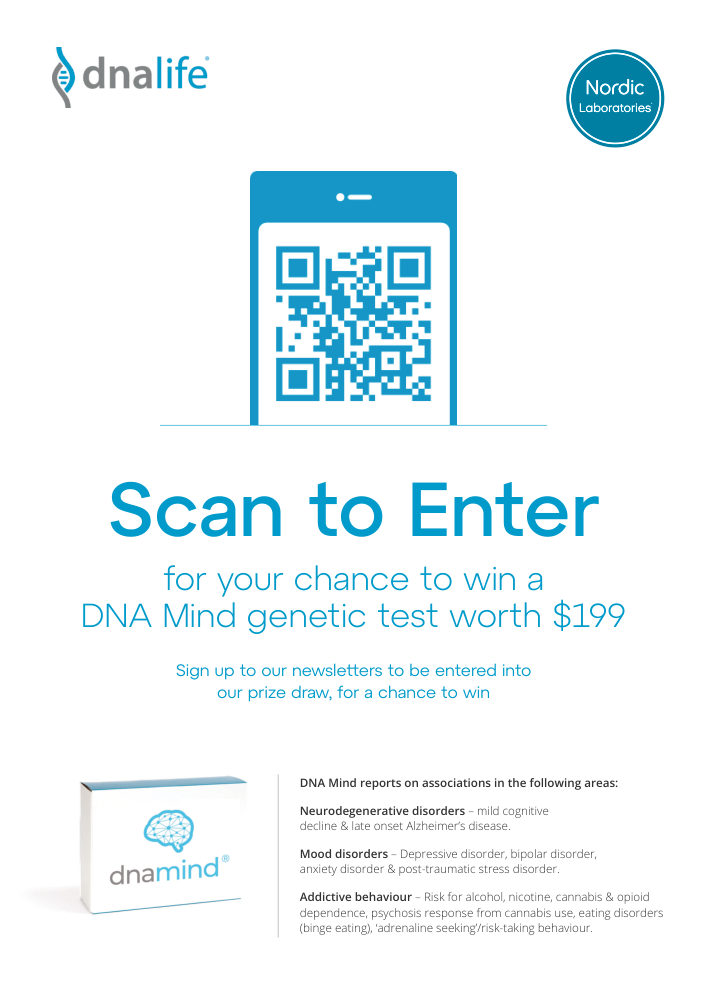 dnalife®
Nordic
Laboratories
Scan to Enter
for your chance to win a
DNA Mind genetic test worth $199
Sign up to our newsletters to be entered into
our prize draw, for a chance to win
dnamind®
DNA Mind reports on associations in the following areas:
Neurodegenerative disorders – mild cognitive
decline & late onset Alzheimer's disease.
Mood disorders – Depressive disorder, bipolar disorder,
anxiety disorder & post-traumatic stress disorder.
Addictive behaviour – Risk for alcohol, nicotine, cannabis & opioid
dependence, psychosis response from cannabis use, eating disorders
(binge eating), 'adrenaline seeking'/risk-taking behaviour.